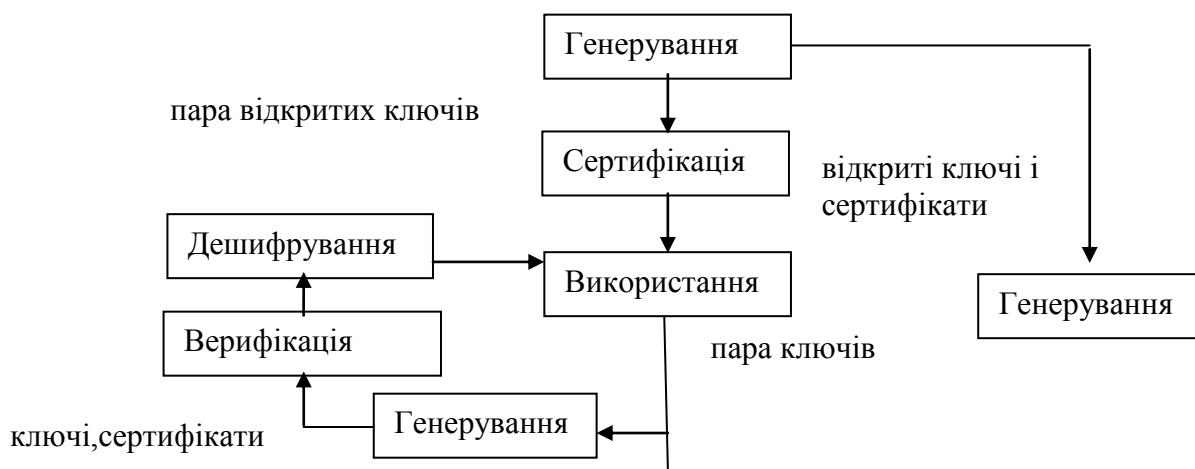 Генерування
пара відкритих ключів
Сертифікація
відкриті ключі і
сертифікати
Дешифрування
Використання
Генерування
Верифікація
пара ключів
Генерування
ключі,сертифікати